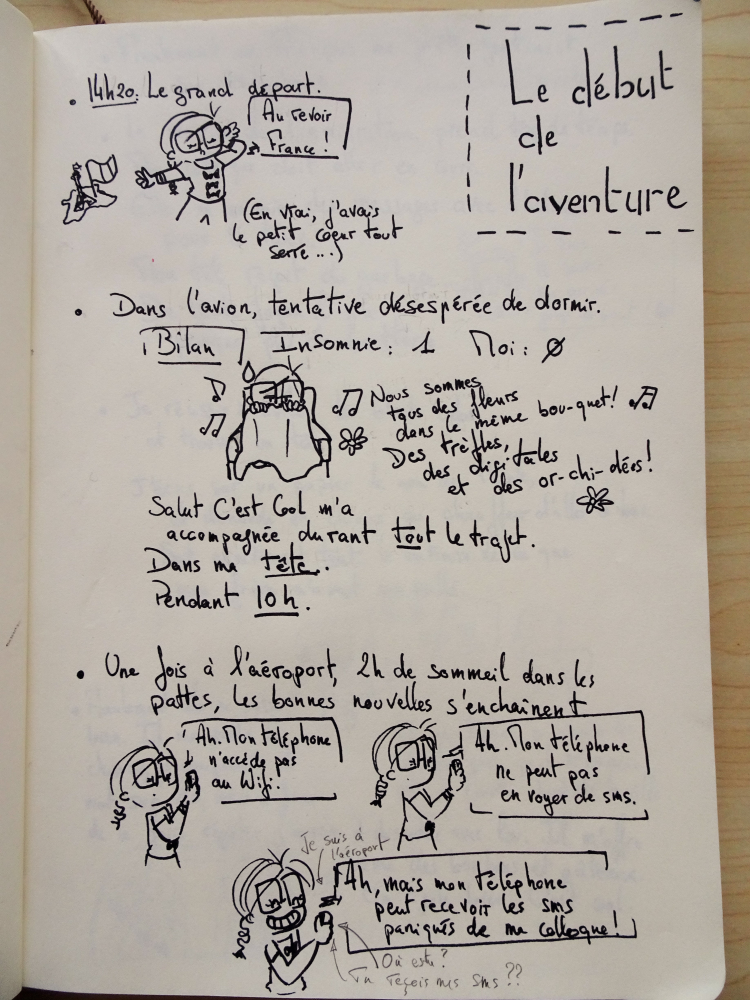 Le début
de
l'aventure
• 14h20: Le grand départ.
Au revoir
France !
(En vrai, j'avais
le petit coeur tout
serré...)
• Dans l'avion, tentative désespérée de dormir.
Bilan Insomnie : 1 Moi : 0
Nous sommes
tous des fleurs
dans le même bou-quet!
Des trèfles,
des digitales
et des or-chi-dées!
Salut C'est Cool m'a
accompagnée durant tout le trajet.
Dans ma tête.
Pendant 10h.
• Une fois à l'aéroport, 2h de sommeil dans les
pattes, les bonnes nouvelles s'enchaînent
Ah. Mon téléphone
n'accède pas
au Wifi.
Ah. Mon téléphone
ne peut pas
envoyer de sms.
Je suis à
l'aéroport
Ah, mais mon téléphone
peut recevoir les sms
paniqués de ma colloque!
Où es-tu?
Tu reçois mes sms ??